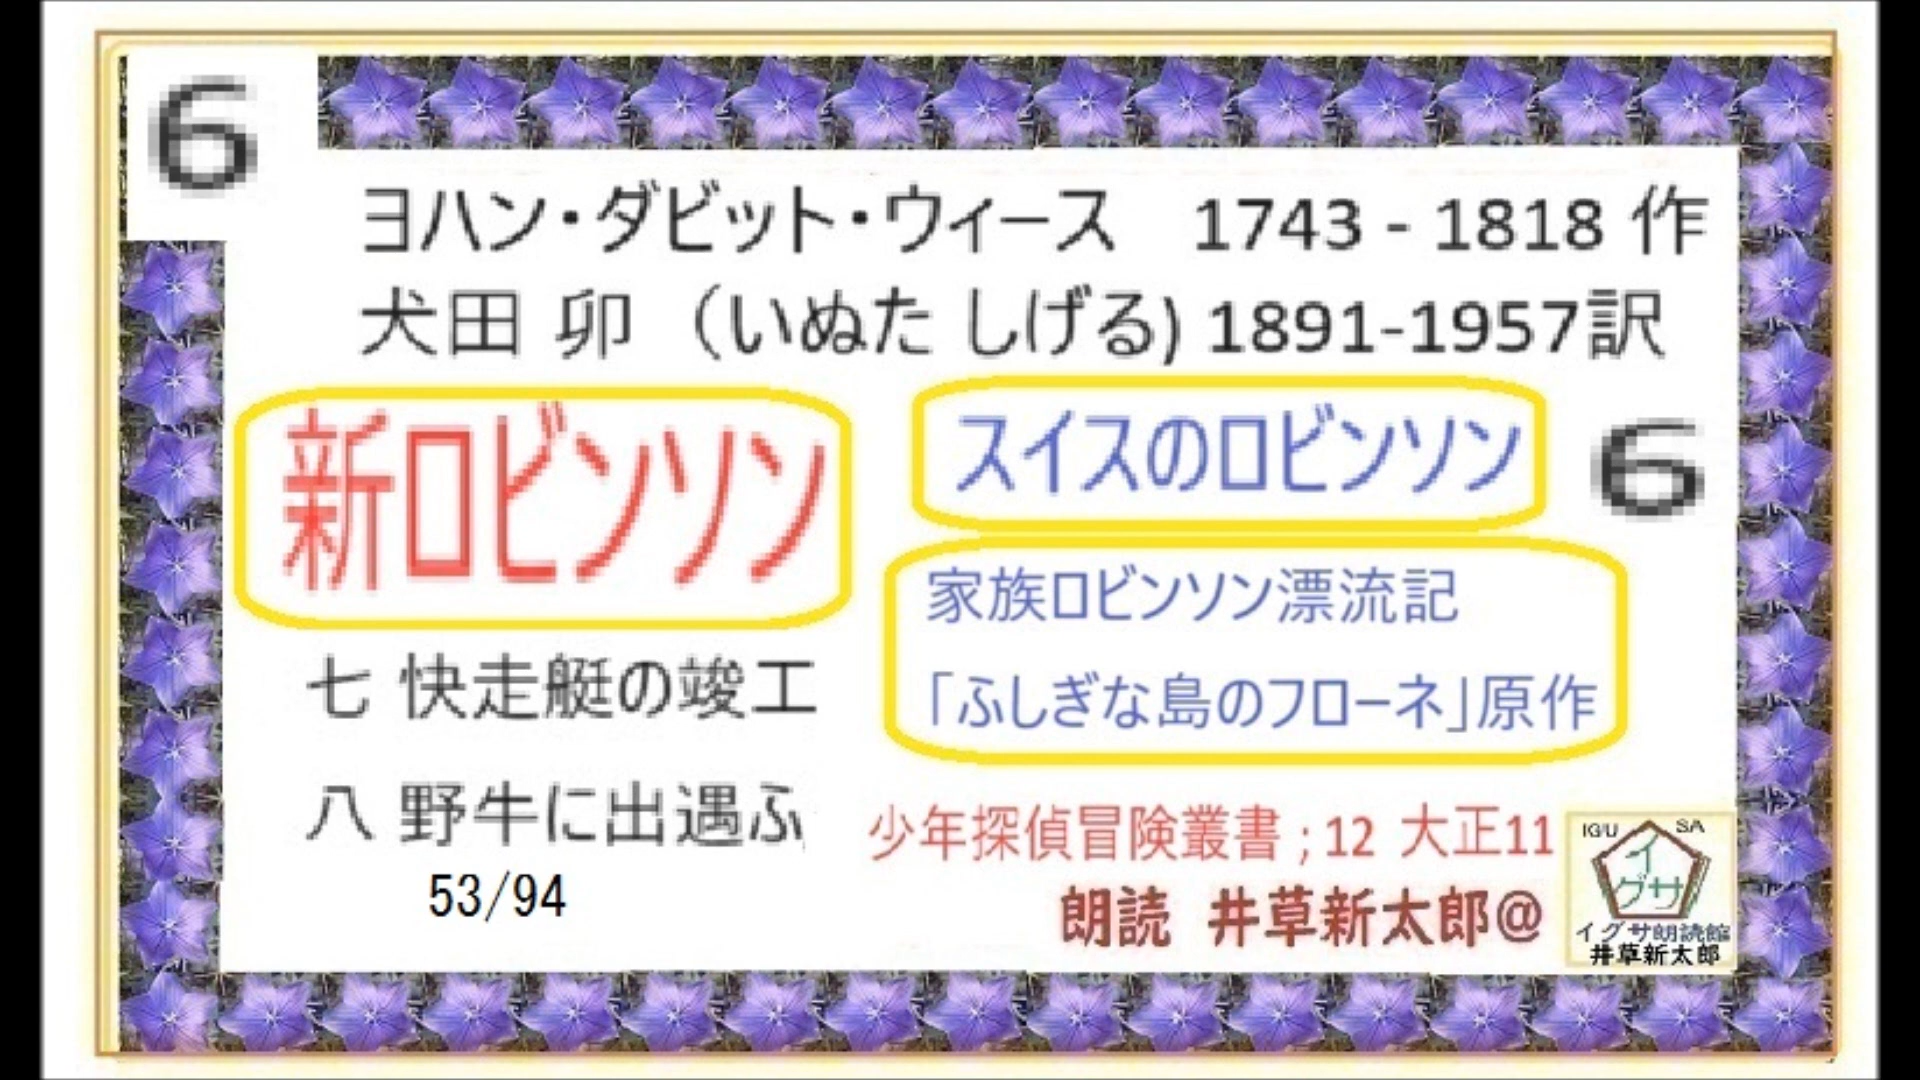 6
ヨハン・ダビット・ウィース 1743 - 1818 作
犬田 卯 (いぬた しげる) 1891-1957訳
新ロビンソン
スイスのロビンソン
6
家族ロビンソン漂流記
「ふしぎな島のフローネ」原作
七 快走艇の竣工
八 野牛に出遇ふ
53/94
少年探偵冒険叢書 ; 12 大正11
朗読 井草新太郎@
IGU SA
イ
グサ
イグサ朗読館
井草新太郎